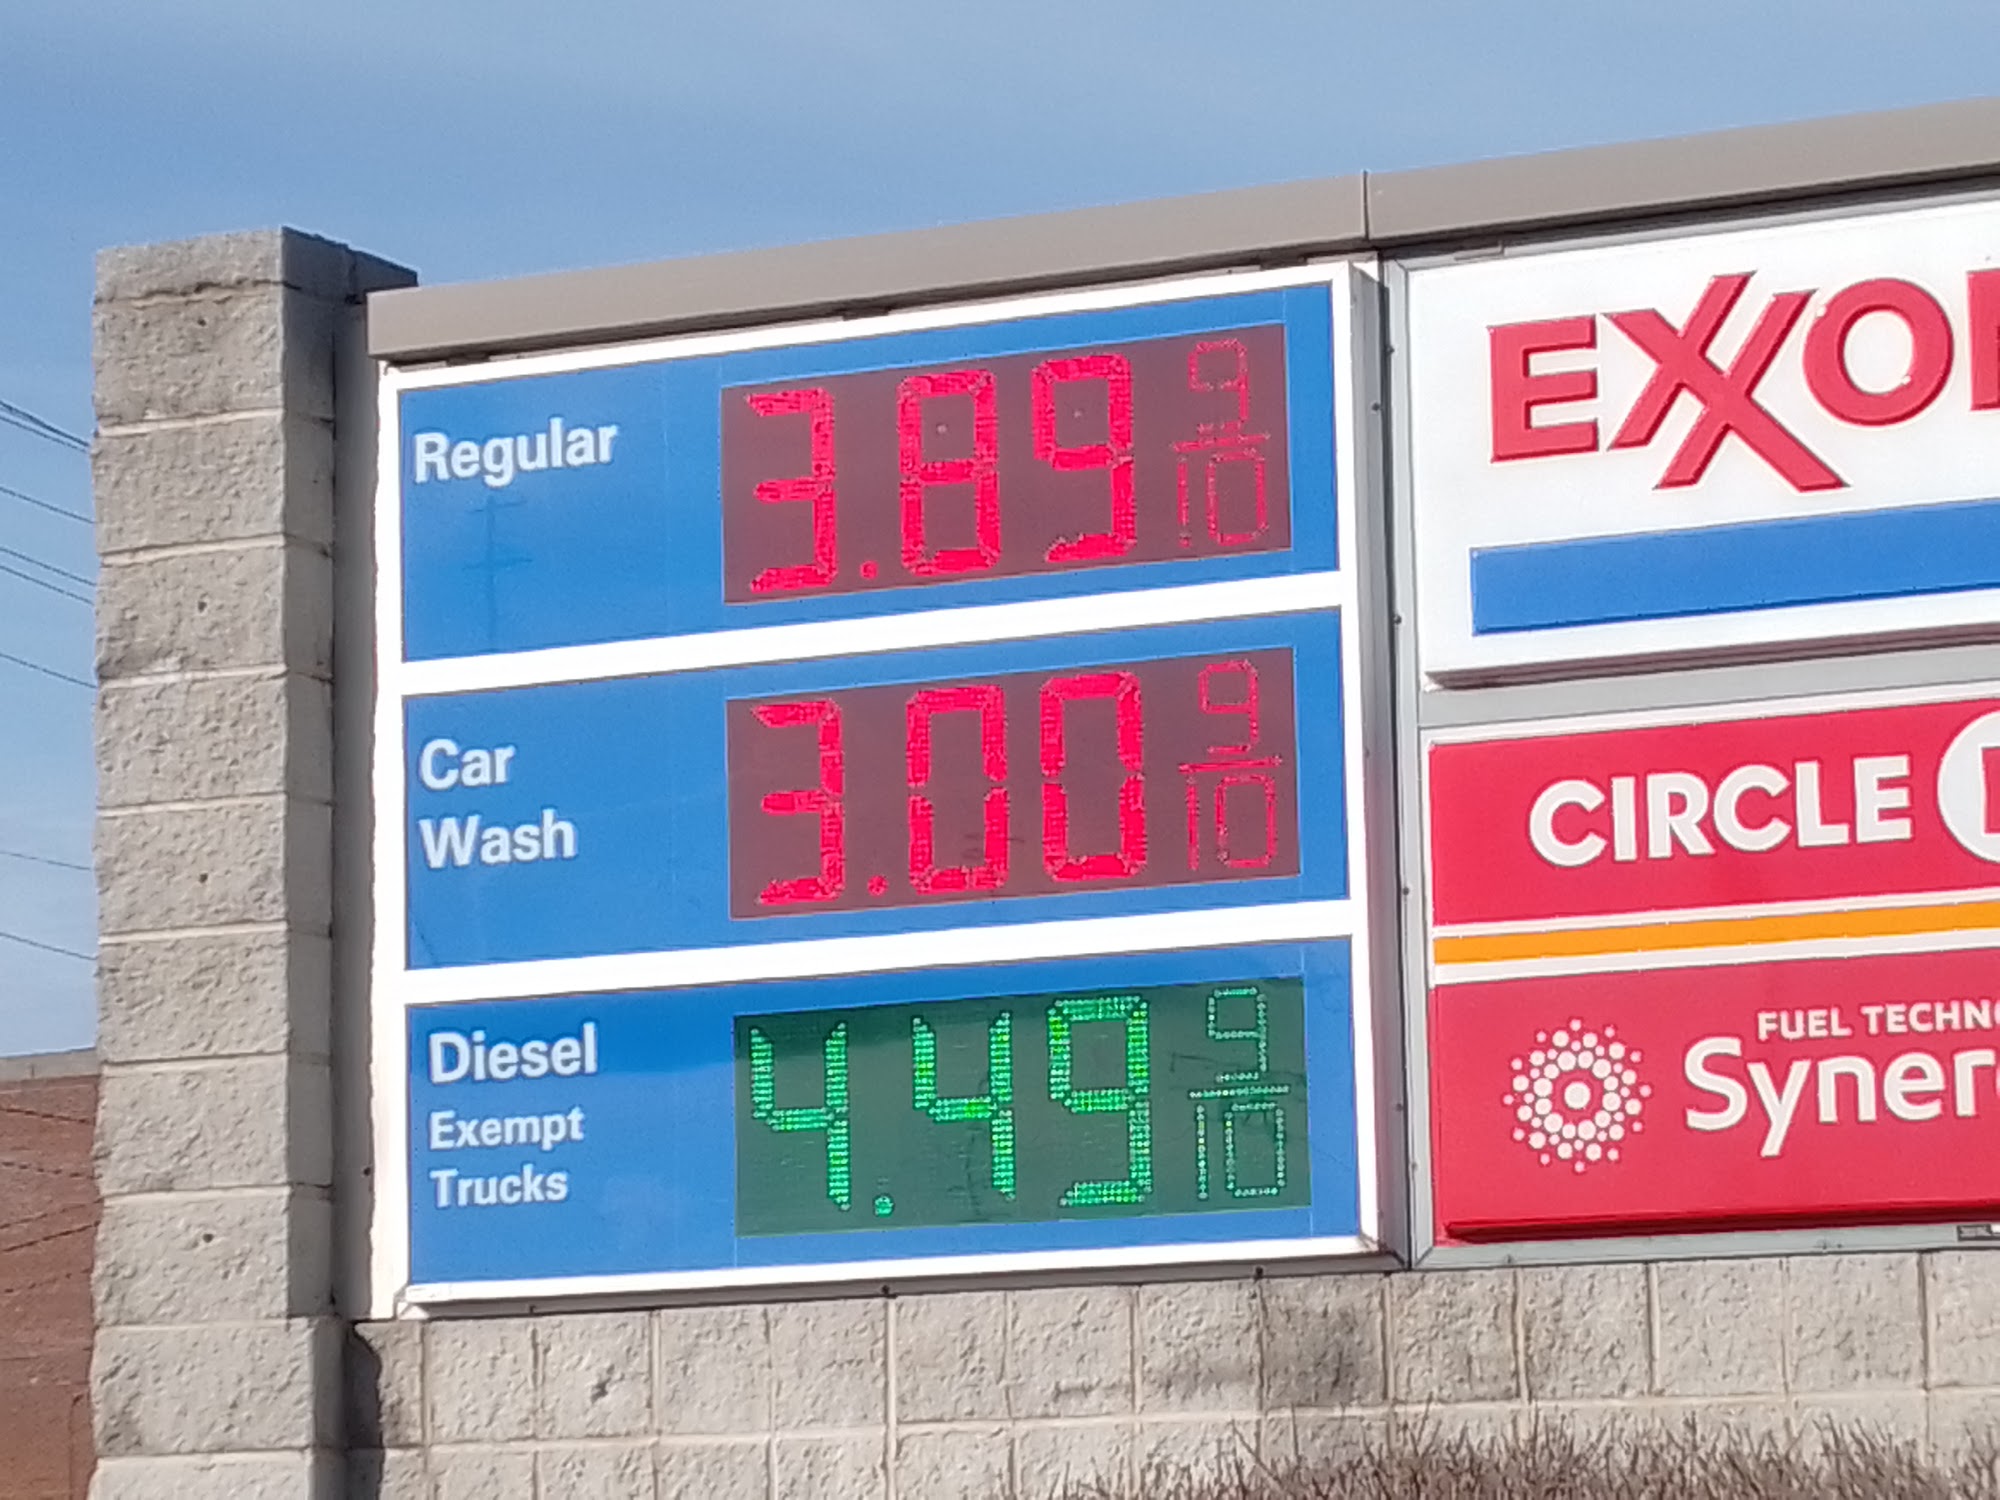 Regular 3.89 9/10
Car
Wash 3.00 9/10
Diesel
Exempt
Trucks 4.49 9/10
EXXO
CIRCLE
FUEL TECHNO
Syner